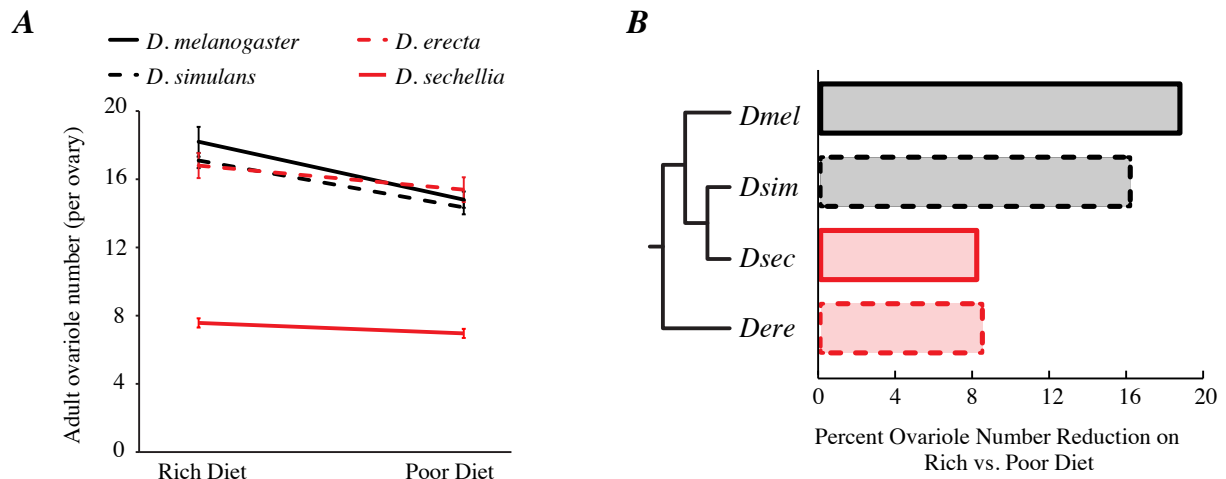 A
D. melanogaster
D. erecta
D. simulans
D. sechellia
20
16
12
8
4
0
Adult ovariole number (per ovary)
Rich Diet
Poor Diet
B
Dmel
Dsim
Dsec
Dere
0
4
8
12
16
20
Percent Ovariole Number Reduction on
Rich vs. Poor Diet